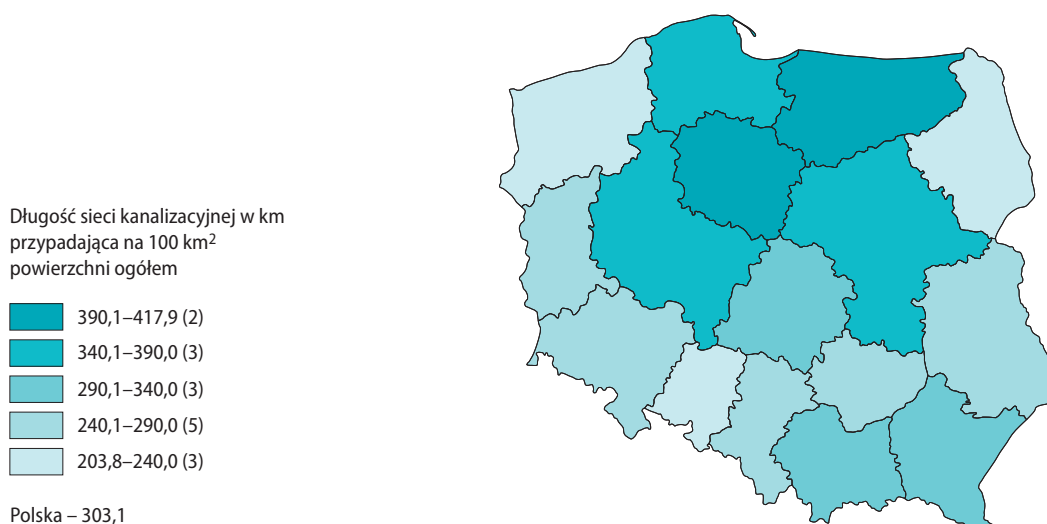 Długość sieci kanalizacyjnej w km
przypadająca na 100 km²
powierzchni ogółem
390,1–417,9 (2)
340,1–390,0 (3)
290,1–340,0 (3)
240,1–290,0 (5)
203,8–240,0 (3)
Polska – 303,1